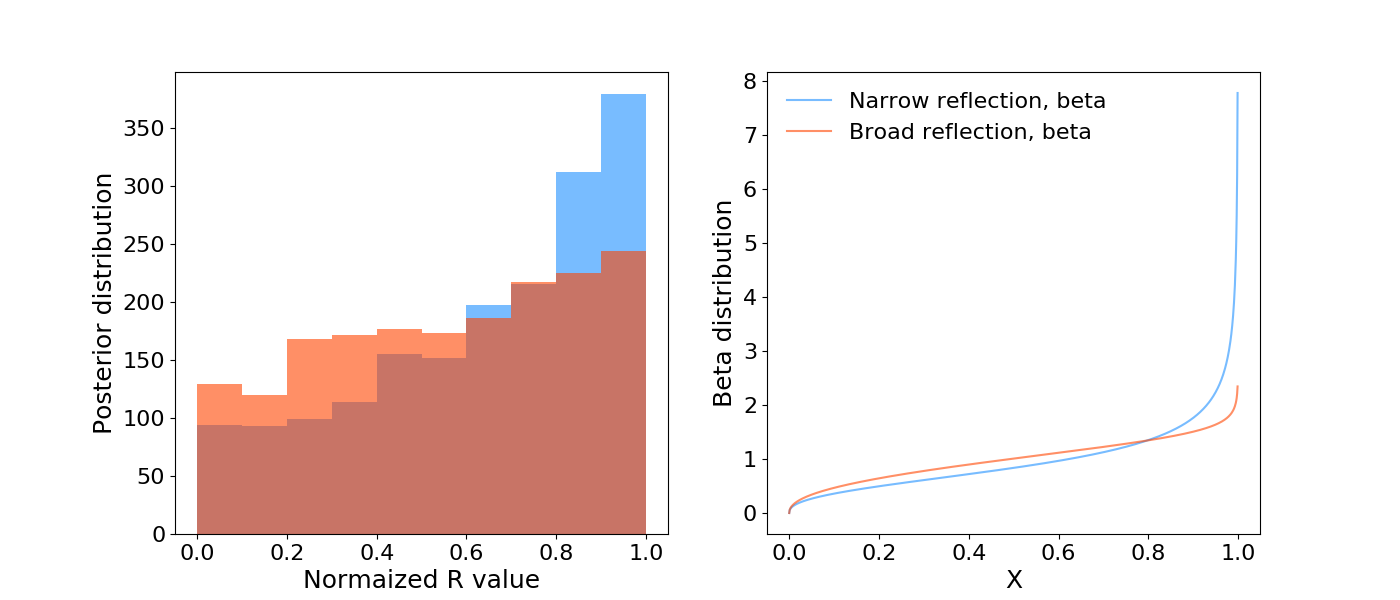 350
300
250
200
150
100
50
0
0.0 0.2 0.4 0.6 0.8 1.0
Normaized R value
Posterior distribution
8
7
6
5
4
3
2
1
0
0.0 0.2 0.4 0.6 0.8 1.0
X
Beta distribution
Narrow reflection, beta
Broad reflection, beta